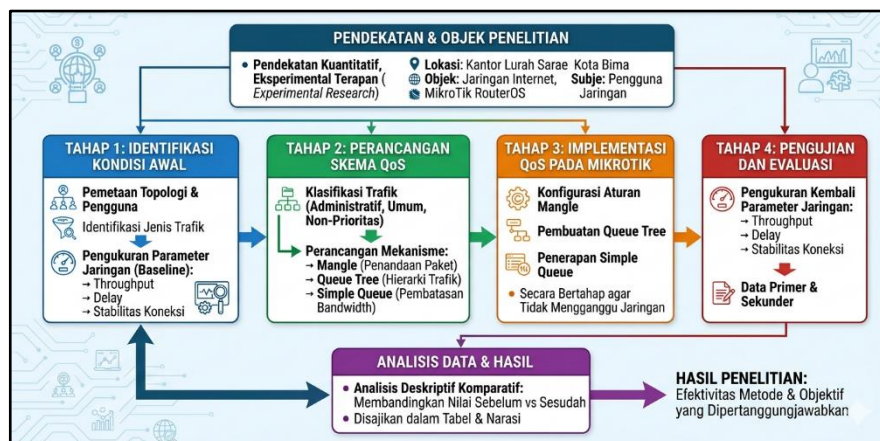 PENDEKATAN & OBJEK PENELITIAN
• Pendekatan Kuantitatif,
Eksperimental Terapan (
Experimental Research)
Lokasi: Kantor Lurah Sarae Kota Bima
Objek: Jaringan Internet,
MikroTik RouterOS
Subje: Pengguna
Jaringan
TAHAP 1: IDENTIFIKASI
KONDISI AWAL
Pemetaan Topologi &
Pengguna
Identifikasi Jenis Trafik
Pengukuran Parameter
Jaringan (Baseline):
→ Throughput
→ Delay
→ Stabilitas Koneksi
TAHAP 2: PERANCANGAN
SKEMA QoS
Klasifikasi Trafik
(Administratif, Umum,
Non-Prioritas)
Perancangan Mekanisme:
→ Mangle (Penandaan Paket)
→ Queue Tree (Hierarki Trafik)
→ Simple Queue (Pembatasan
Bandwidth)
TAHAP 3: IMPLEMENTASI
QoS PADA MIKROTIK
Konfigurasi Aturan
Mangle
Pembuatan Queue Tree
Penerapan Simple
Queue
• Secara Bertahap agar
Tidak Mengganggu Jaringan
TAHAP 4: PENGUJIAN
DAN EVALUASI
Pengukuran Kembali
Parameter Jaringan:
→ Throughput
→ Delay
→ Stabilitas Koneksi
Data Primer &
Sekunder
ANALISIS DATA & HASIL
• Analisis Deskriptif Komparatif:
Membandingkan Nilai Sebelum vs Sesudah
• Disajikan dalam Tabel & Narasi
HASIL PENELITIAN:
Efektivitas Metode & Objektif
yang Dipertanggungjawabkan